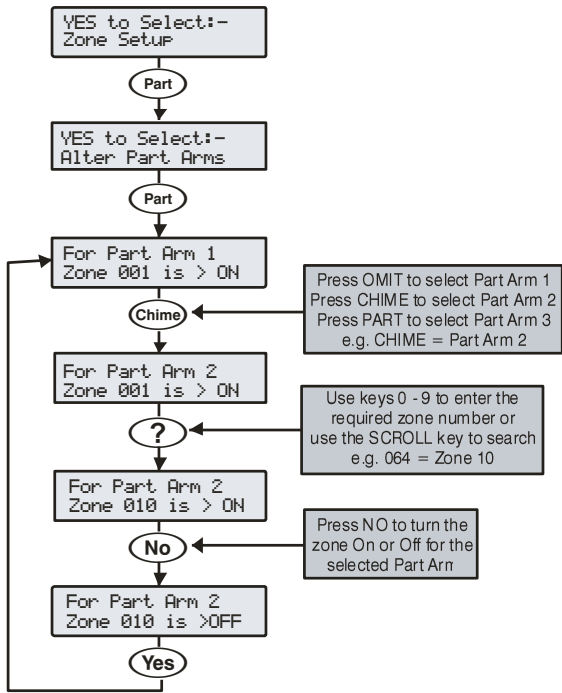 YES to Select:-
Zone Setup
Part
YES to Select:-
Alter Part Arms
Part
For Part Arm 1
Zone 001 is > ON
Press OMIT to select Part Arm 1
Press CHIME to select Part Arm 2
Press PART to select Part Arm 3
e.g. CHIME = Part Arm 2
Chime
For Part Arm 2
Zone 001 is > ON
Use keys 0 - 9 to enter the
required zone number or
use the SCROLL key to search
e.g. 064 = Zone 10
?
For Part Arm 2
Zone 010 is > ON
Press NO to turn the
zone On or Off for the
selected Part Arm
No
For Part Arm 2
Zone 010 is >OFF
Yes